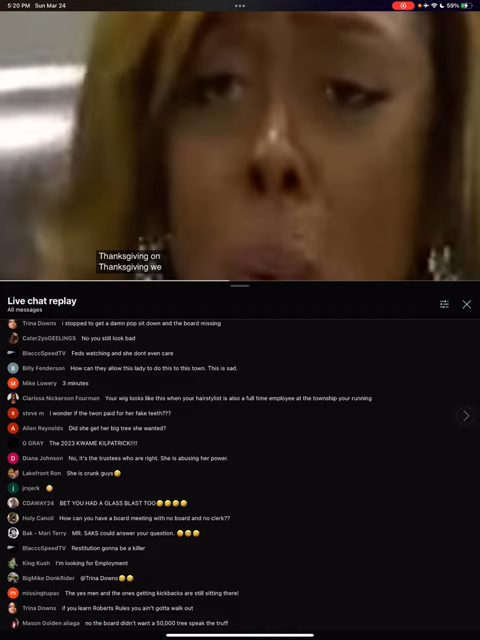 5:20 PM Sun Mar 24
59%
Thanksgiving on
Thanksgiving we
Live chat replay
All messages
Trina Downs i stopped to get a damn pop sit down and the board missing
Cater2yoGEELINGS No you still look bad
BlacccSpeedTV Feds watching and she dont even care
Billy Fenderson How can they allow this lady to do this to this town. This is sad.
Mike Lowery 3 minutes
Clarissa Nickerson Fourman Your wig looks like this when your hairstylist is also a full time employee at the township your running
steve m I wonder if the twon paid for her fake teeth???
Allen Reynolds Did she get her big tree she wanted?
G GRAY The 2023 KWAME KILPATRICK!!!!
Diana Johnson No, it's the trustees who are right. She is abusing her power.
Lakefront Ron She is crunk guys🤣
jrsjerk 🤣
CDAWAY24 BET YOU HAD A GLASS BLAST TOO🤣🤣🤣🤣
Holy Canoli How can you have a board meeting with no board and no clerk??
Bak - Mari Terry MR. SAKS could answer your question. 🤣🤣🤣
BlacccSpeedTV Restitution gonna be a killer
King Kush I'm looking for Employment
BigMike DonkRider @Trina Downs🤣🤣
missingtupac The yes men and the ones getting kickbacks are still sitting there!
Trina Downs if you learn Roberts Rules you ain't gotta walk out
Mason Golden aliaga no the board didn't want a 50,000 tree speak the truff